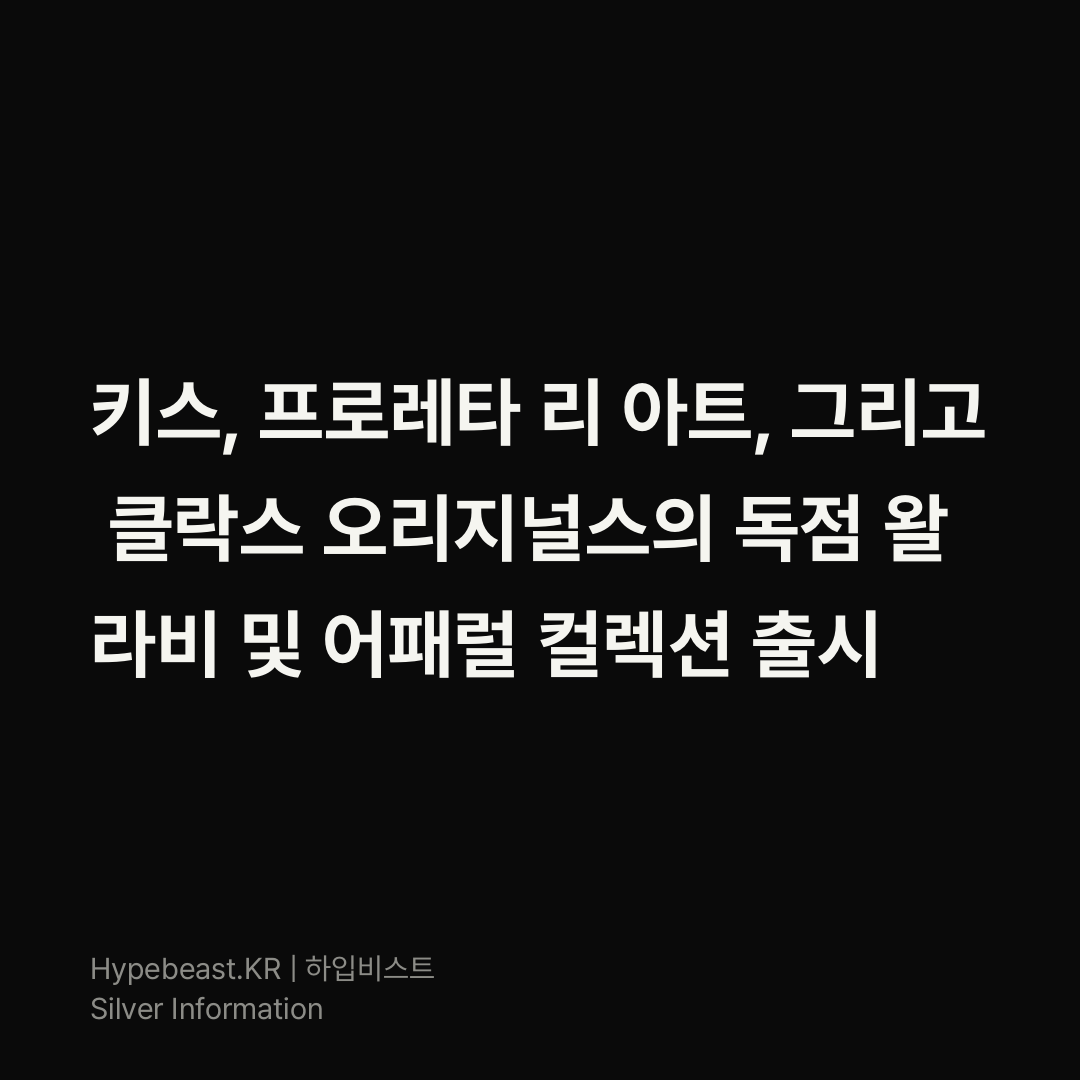 키스, 프로레타 리 아트, 그리고
클락스 오리지널스의 독점 왈
라비 및 어패럴 컬렉션 출시
Hypebeast.KR | 하입비스트
Silver Information